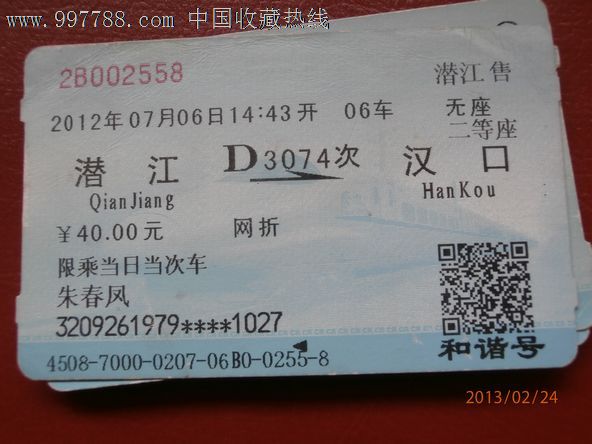 www.997788.com 中国收藏热线
2B002558 潜江售
2012年07月06日14:43开 06车 无座
二等座
潜江 D3074次 汉口
QianJiang HanKou
¥40.00元 网折
限乘当日当次车
朱春凤
3209261979****1027
和谐号
4508-7000-0207-06B0-0255-8
2013/02/24